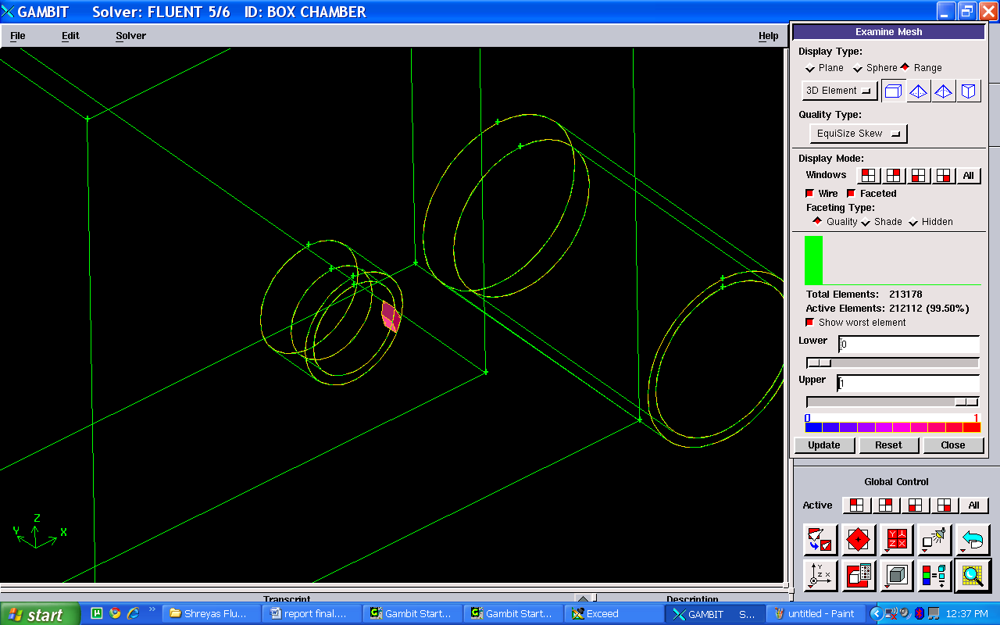 GAMBIT Solver: FLUENT 5/6 ID: BOX CHAMBER
File Edit Solver Help
Examine Mesh
Display Type:
Plane Sphere Range
3D Element
Quality Type:
EquiSize Skew
Display Mode:
Windows All
Wire Faceted
Faceting Type:
Quality Shade Hidden
Total Elements: 213178
Active Elements: 212112 (99.50%)
Show worst element
Lower 0
Upper 1
0 1
Update Reset Close
Global Control
Active All
Z
Y X
Transcript Description
start Shreyas Flu... report final.... Gambit Start... Gambit Start... Exceed GAMBIT S... untitled - Paint 12:37 PM